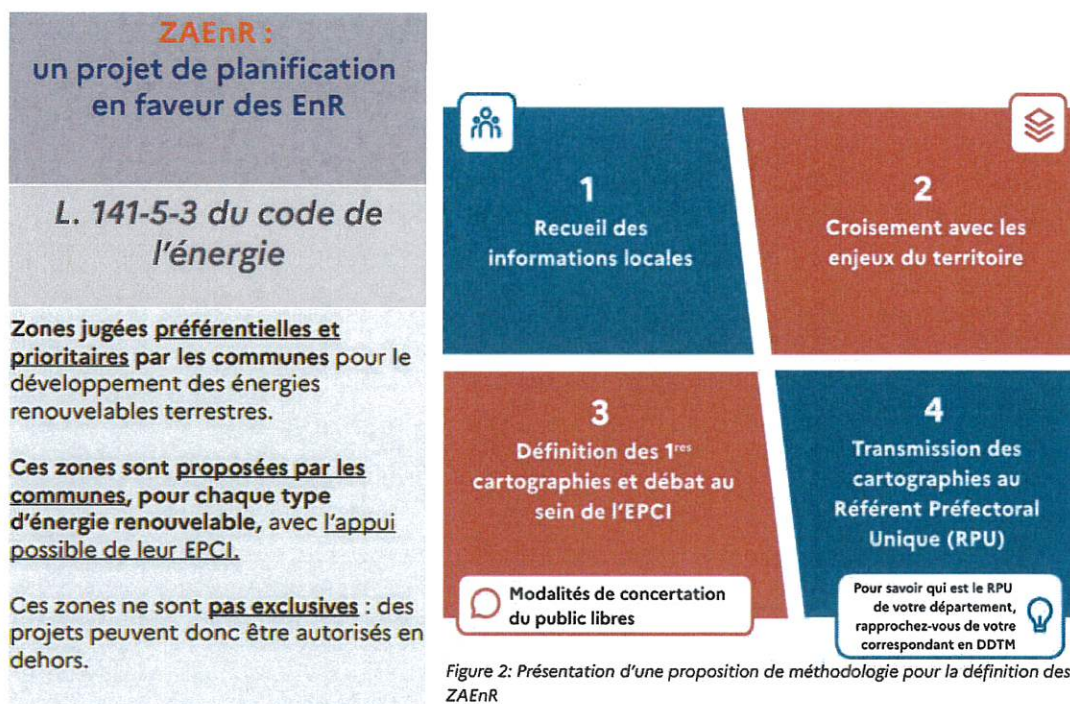 ZAEnR :
un projet de planification
en faveur des EnR
L. 141-5-3 du code de
l'énergie
Zones jugées préférentielles et
prioritaires par les communes pour le
développement des énergies
renouvelables terrestres.
Ces zones sont proposées par les
communes, pour chaque type
d'énergie renouvelable, avec l'appui
possible de leur EPCI.
Ces zones ne sont pas exclusives : des
projets peuvent donc être autorisés en
dehors.
1
Recueil des
informations locales
2
Croisement avec les
enjeux du territoire
3
Définition des 1res
cartographies et débat au
sein de l'EPCI
Modalités de concertation
du public libres
4
Transmission des
cartographies au
Référent Préfectoral
Unique (RPU)
Pour savoir qui est le RPU
de votre département,
rapprochez-vous de votre
correspondant en DDTM
Figure 2: Présentation d'une proposition de méthodologie pour la définition des
ZAEnR